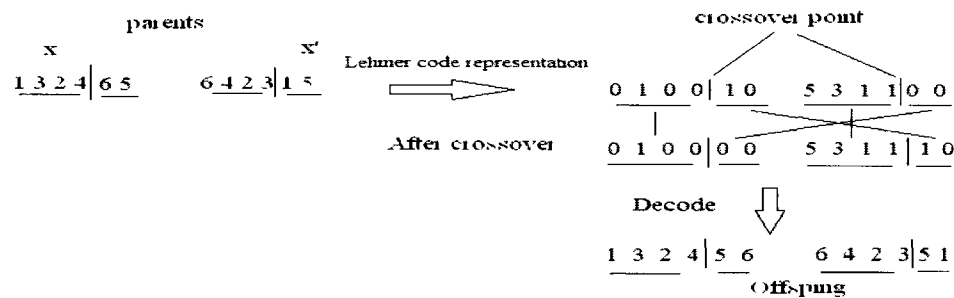 parents
crossover point
x x'
1 3 2 4 6 5 6 4 2 3 1 5
Lehmer code representation
0 1 0 0 1 0 5 3 1 1 0 0
After crossover
0 1 0 0 0 0 5 3 1 1 1 0
Decode
1 3 2 4 5 6 6 4 2 3 5 1
Offspung